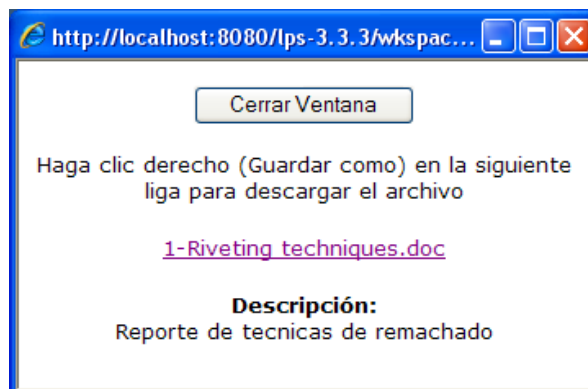 http://localhost:8080/lps-3.3.3/wkspac...
Cerrar Ventana
Haga clic derecho (Guardar como) en la siguiente
liga para descargar el archivo
1-Riveting techniques.doc
Descripción:
Reporte de tecnicas de remachado